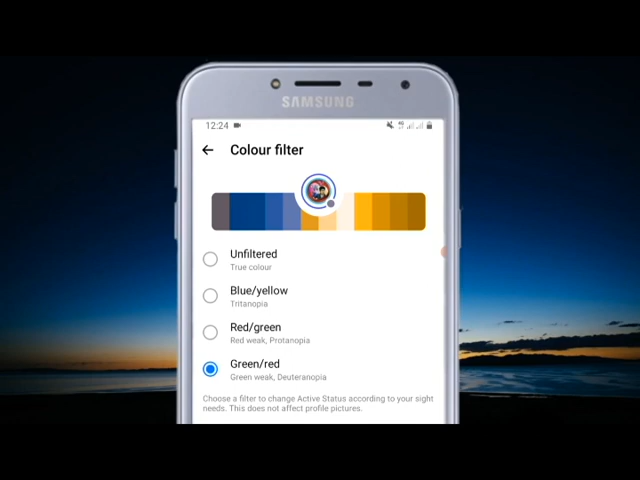 SAMSUNG
12:24
4G
Colour filter
Unfiltered
True colour
Blue/yellow
Tritanopia
Red/green
Red weak, Protanopia
Green/red
Green weak, Deuteranopia
Choose a filter to change Active Status according to your sight
needs. This does not affect profile pictures.